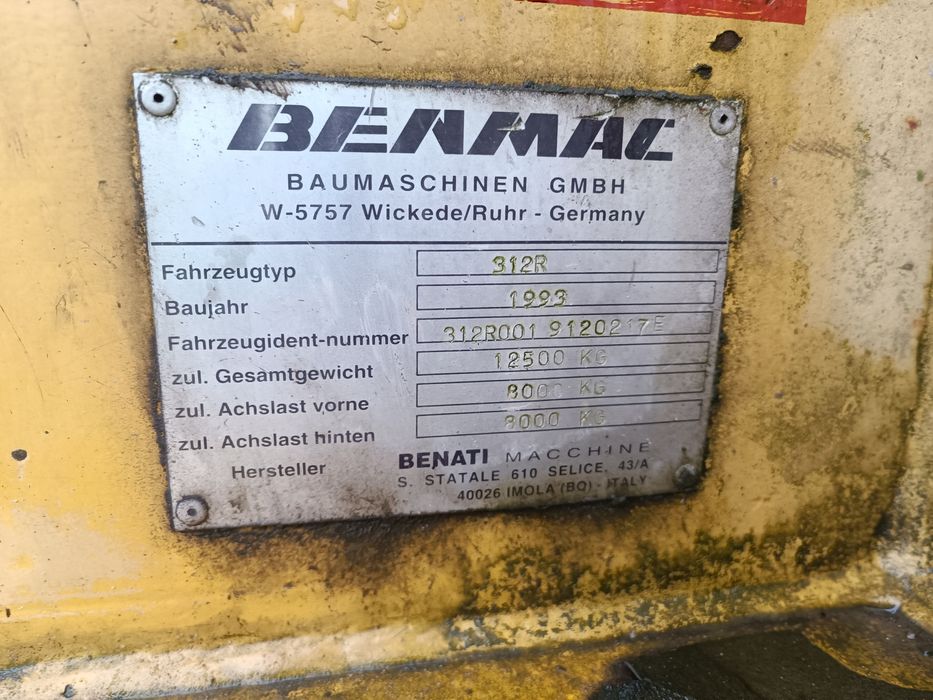 BENMAC
BAUMASCHINEN GMBH
W-5757 Wickede/Ruhr - Germany
Fahrzeugtyp 312R
Baujahr 1993
Fahrzeugident-nummer 312R001 9120217E
zul. Gesamtgewicht 12500 KG
zul. Achslast vorne 8000 KG
zul. Achslast hinten 8000 KG
Hersteller BENATI MACCHINE
S. STATALE 610 SELICE, 43/A
40026 IMOLA (BO) - ITALY